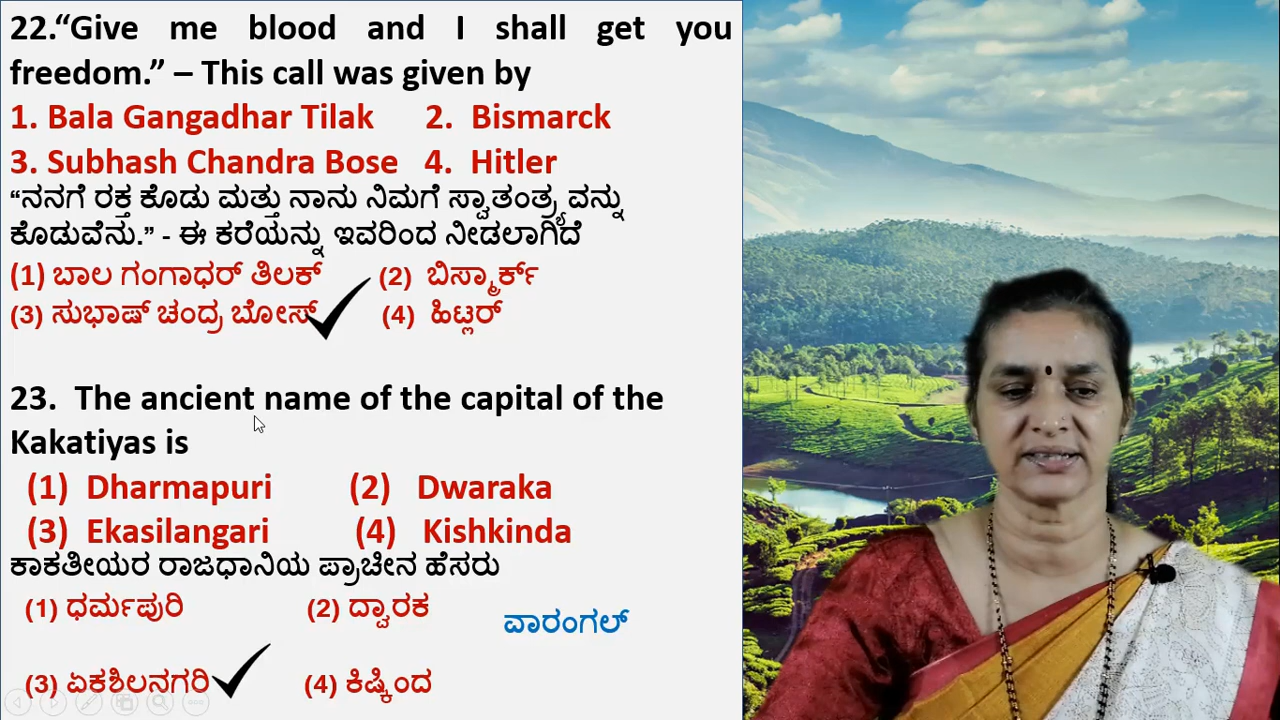 22.“Give me blood and I shall get you
freedom.” – This call was given by
1. Bala Gangadhar Tilak 2. Bismarck
3. Subhash Chandra Bose 4. Hitler
“ನನಗೆ ರಕ್ತ ಕೊಡು ಮತ್ತು ನಾನು ನಿಮಗೆ ಸ್ವಾತಂತ್ರ್ಯವನ್ನು
ಕೊಡುವೆನು.” - ಈ ಕರೆಯನ್ನು ಇವರಿಂದ ನೀಡಲಾಗಿದೆ
(1) ಬಾಲ ಗಂಗಾಧರ್ ತಿಲಕ್ (2) ಬಿಸ್ಮಾರ್ಕ್
(3) ಸುಭಾಷ್ ಚಂದ್ರ ಬೋಸ್ (4) ಹಿಟ್ಲರ್
23. The ancient name of the capital of the
Kakatiyas is
(1) Dharmapuri (2) Dwaraka
(3) Ekasilangari (4) Kishkinda
ಕಾಕತೀಯರ ರಾಜಧಾನಿಯ ಪ್ರಾಚೀನ ಹೆಸರು
(1) ಧರ್ಮಪುರಿ (2) ದ್ವಾರಕ
ವಾರಂಗಲ್
(3) ಏಕಶಿಲನಗರಿ (4) ಕಿಷ್ಕಿಂದ